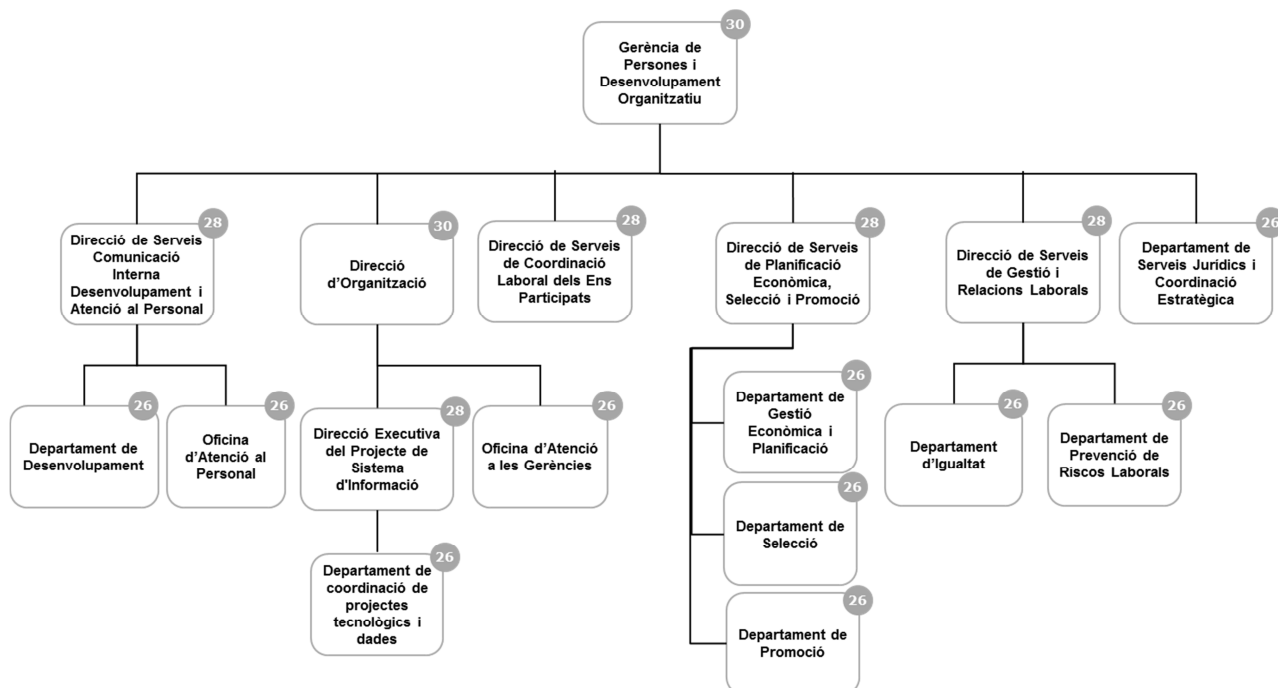 30
Gerència de
Persones i
Desenvolupament
Organitzatiu
28
Direcció de Serveis
Comunicació
Interna
Desenvolupament i
Atenció al Personal
30
Direcció
d'Organització
28
Direcció de Serveis
de Coordinació
Laboral dels Ens
Participats
28
Direcció de Serveis
de Planificació
Econòmica,
Selecció i Promoció
28
Direcció de Serveis
de Gestió i
Relacions Laborals
26
Departament de
Serveis Jurídics i
Coordinació
Estratègica
26
Departament de
Desenvolupament
26
Oficina
d'Atenció al
Personal
28
Direcció Executiva
del Projecte de
Sistema
d'Informació
26
Oficina d'Atenció
a les Gerències
26
Departament de
coordinació de
projectes
tecnològics i
dades
26
Departament de
Gestió
Econòmica i
Planificació
26
Departament de
Selecció
26
Departament de
Promoció
26
Departament
d'Igualtat
26
Departament de
Prevenció de
Riscos Laborals